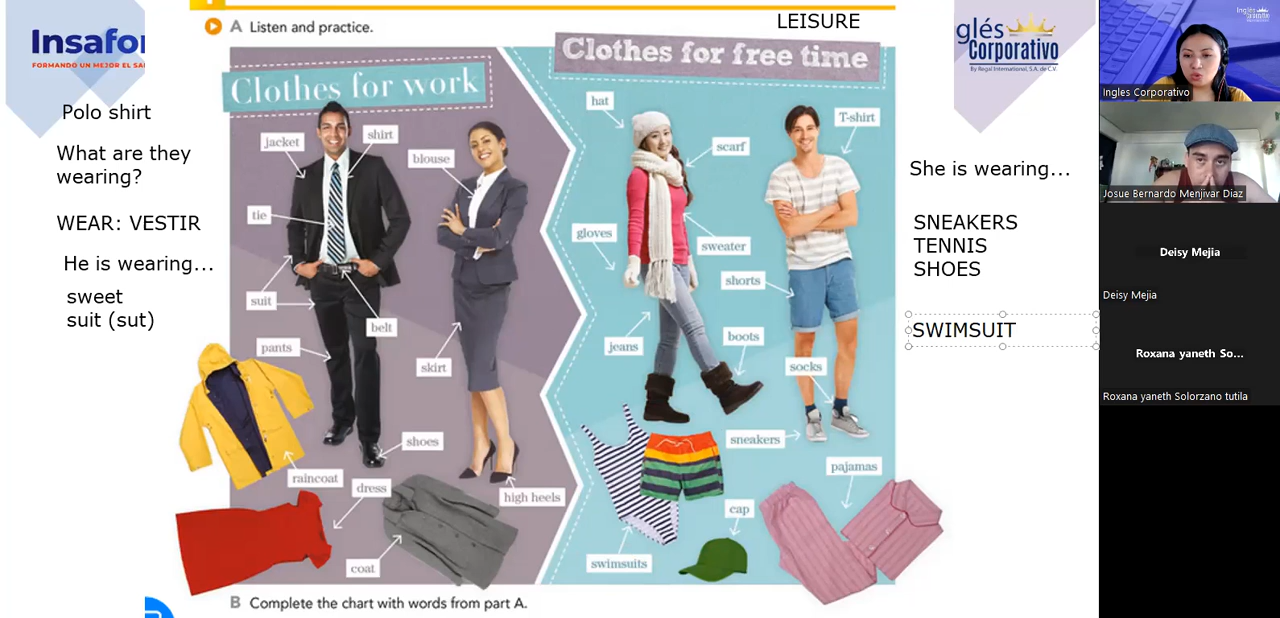 Insafo
FORMANDO UN MEJOR EL SAL
A Listen and practice.
LEISURE
glés
Corporativo
By Regal International, S.A. de C.V.
Clothes for work
Clothes for free time
Polo shirt
What are they
wearing?
WEAR: VESTIR
He is wearing...
sweet
suit (sut)
jacket
shirt
blouse
tie
suit
belt
pants
skirt
shoes
raincoat
dress
high heels
coat
hat
T-shirt
scarf
gloves
sweater
shorts
jeans
boots
socks
sneakers
pajamas
cap
swimsuits
She is wearing...
SNEAKERS
TENNIS
SHOES
SWIMSUIT
B Complete the chart with words from part A.
Ingles Corporativo
Josue Bernardo Menjivar Diaz
Deisy Mejia
Deisy Mejia
Roxana yaneth So...
Roxana yaneth Solorzano tutila